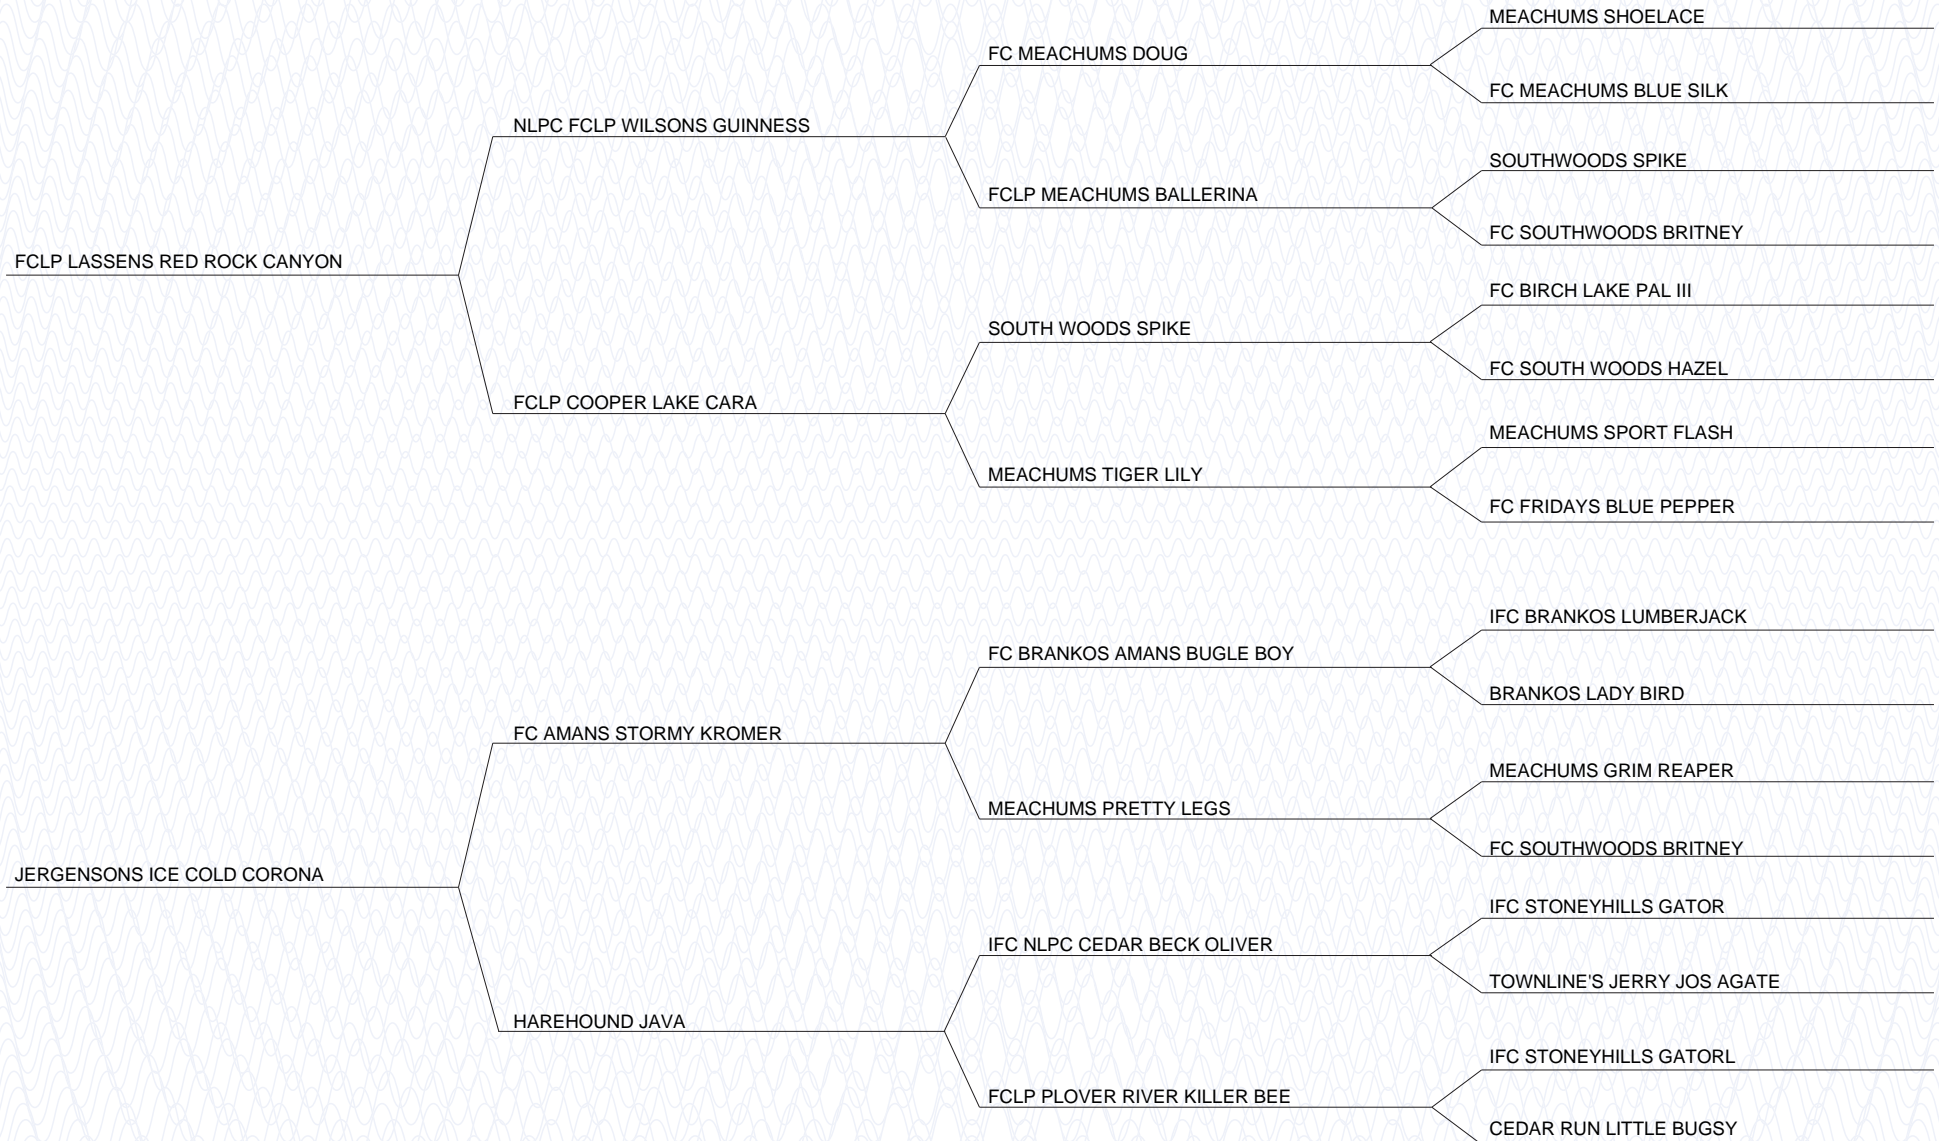 MEACHUMS SHOELACE
FC MEACHUMS DOUG
FC MEACHUMS BLUE SILK
NLPC FCLP WILSONS GUINNESS
SOUTHWOODS SPIKE
FCLP MEACHUMS BALLERINA
FC SOUTHWOODS BRITNEY
FCLP LASSENS RED ROCK CANYON
FC BIRCH LAKE PAL III
SOUTH WOODS SPIKE
FC SOUTH WOODS HAZEL
FCLP COOPER LAKE CARA
MEACHUMS SPORT FLASH
MEACHUMS TIGER LILY
FC FRIDAYS BLUE PEPPER
IFC BRANKOS LUMBERJACK
FC BRANKOS AMANS BUGLE BOY
BRANKOS LADY BIRD
FC AMANS STORMY KROMER
MEACHUMS GRIM REAPER
MEACHUMS PRETTY LEGS
FC SOUTHWOODS BRITNEY
JERGENSONS ICE COLD CORONA
IFC STONEYHILLS GATOR
IFC NLPC CEDAR BECK OLIVER
TOWNLINE'S JERRY JOS AGATE
HAREHOUND JAVA
IFC STONEYHILLS GATORL
FCLP PLOVER RIVER KILLER BEE
CEDAR RUN LITTLE BUGSY